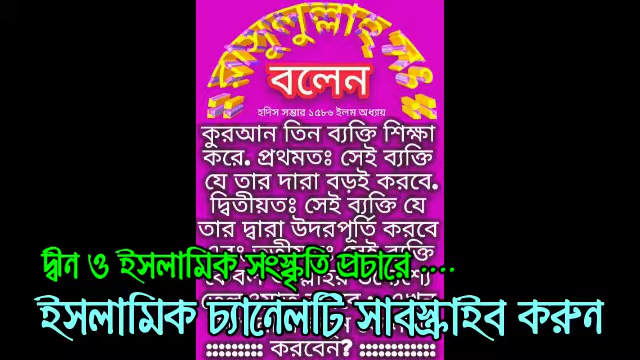 রাসূলুল্লাহ্ সঃ
বলেন
হদিস সম্ভার ১৫৮৬ ইলম অধ্যায়
কুরআন তিন ব্যক্তি শিক্ষা
করে. প্রথমতঃ সেই ব্যক্তি
যে তার দারা বড়ই করবে.
দ্বিতীয়তঃ সেই ব্যক্তি যে
তার দ্বারা উদরপূর্তি করবে
দ্বীন ও ইসলামিক সংস্কৃতি প্রচারে ....
ইসলামিক চ্যানেলটি সাবস্ক্রাইব করুন
করবেন?